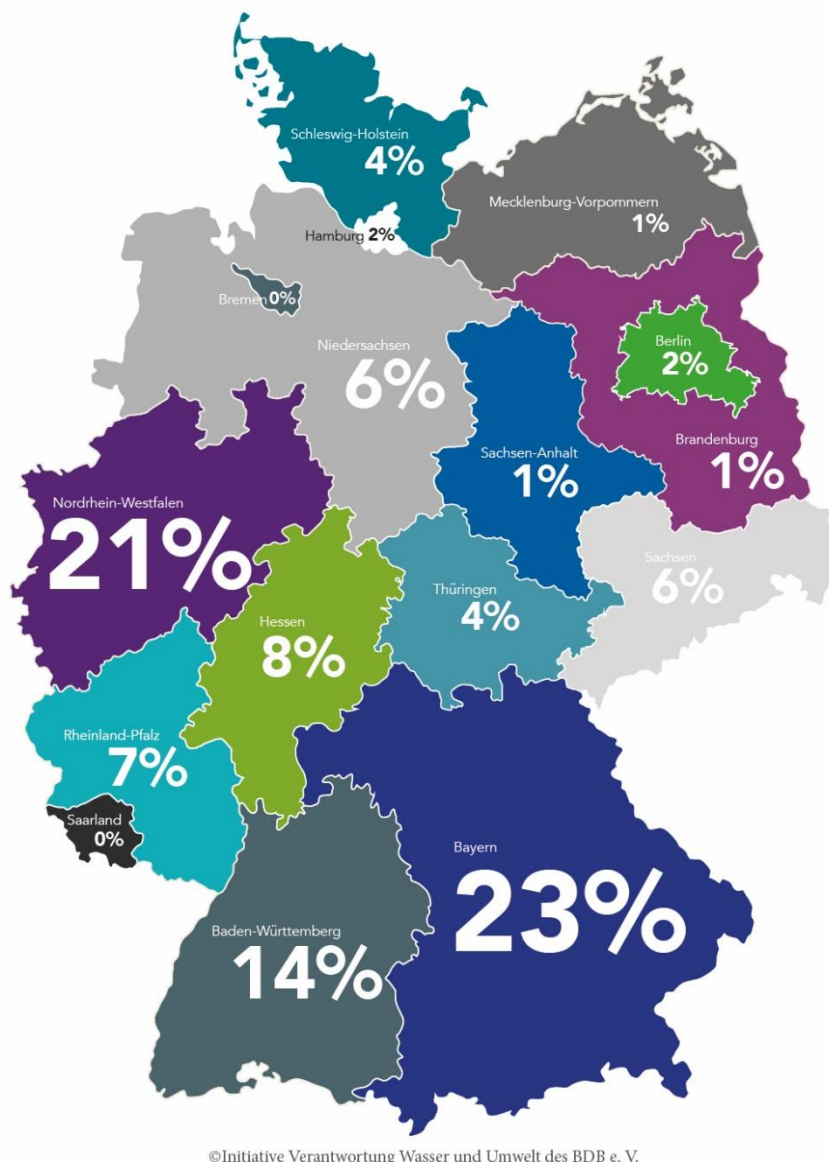 Schleswig-Holstein
4%
Mecklenburg-Vorpommern
1%
Hamburg 2%
Bremen 0%
Niedersachsen
6%
Berlin
2%
Brandenburg
1%
Sachsen-Anhalt
1%
Nordrhein-Westfalen
21%
Sachsen
6%
Thüringen
4%
Hessen
8%
Rheinland-Pfalz
7%
Saarland
0%
Bayern
23%
Baden-Württemberg
14%
©Initiative Verantwortung Wasser und Umwelt des BDB e. V.